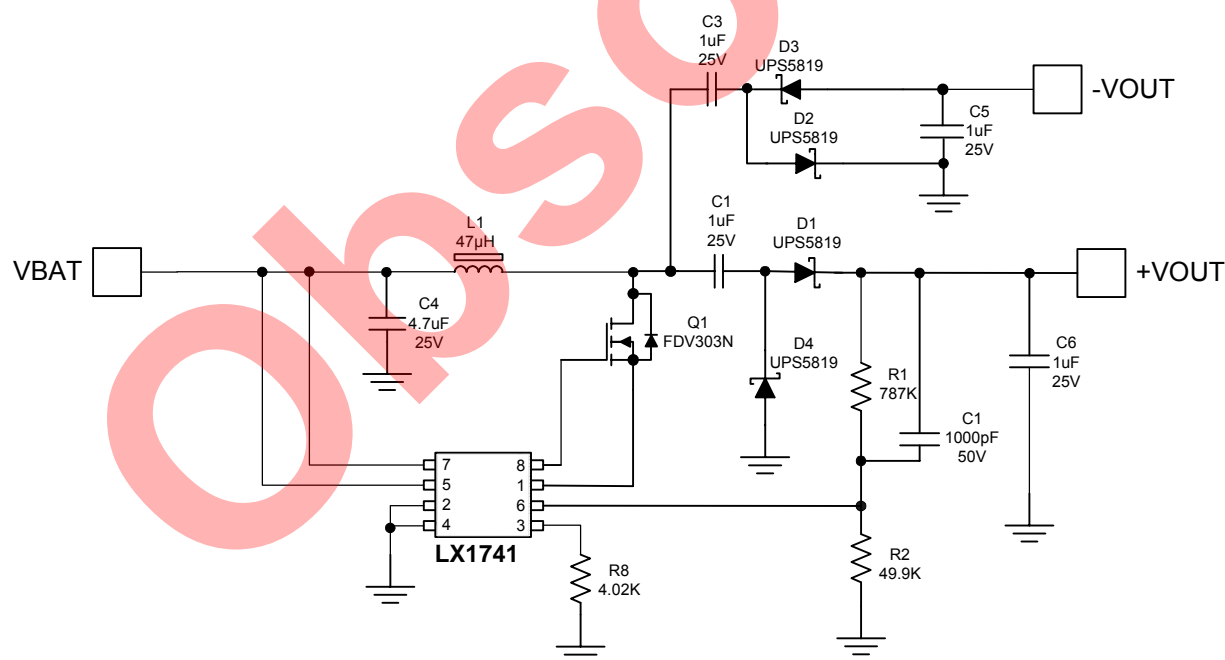 C3
1uF
25V
D3
UPS5819
-VOUT
D2
UPS5819
C5
1uF
25V
L1
47µH
C1
1uF
25V
D1
UPS5819
VBAT
+VOUT
C4
4.7uF
25V
Q1
FDV303N
D4
UPS5819
R1
787K
C6
1uF
25V
C1
1000pF
50V
7 8
5 1
2 6
4 3
LX1741
R8
4.02K
R2
49.9K
Obso